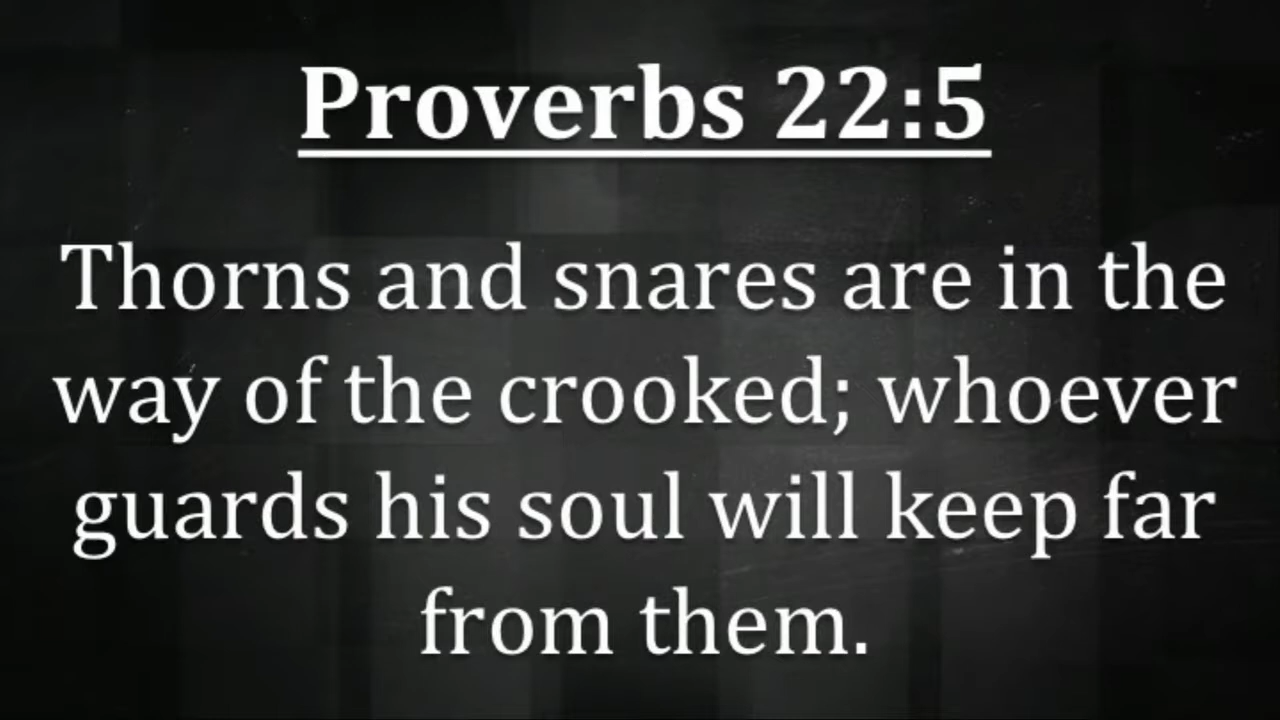 Proverbs 22:5
Thorns and snares are in the
way of the crooked; whoever
guards his soul will keep far
from them.